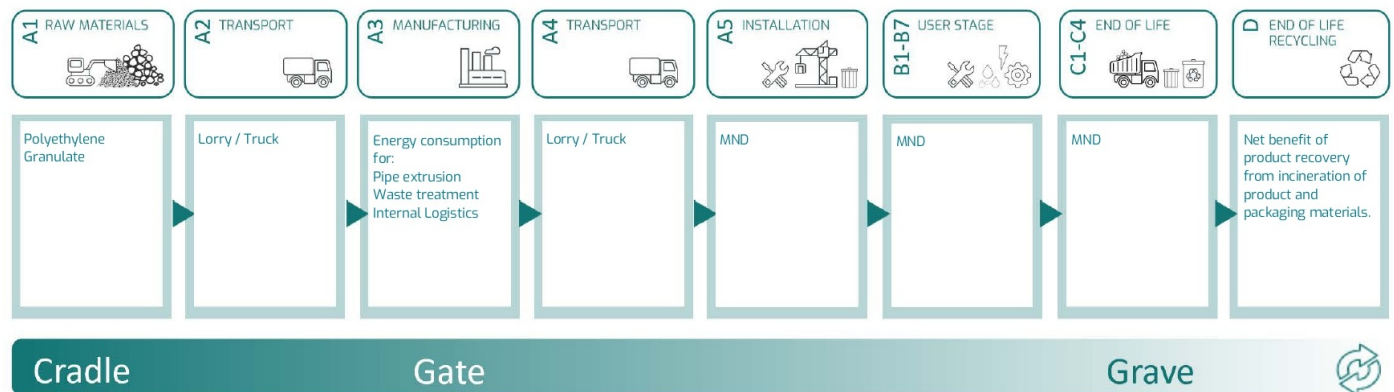 A1 RAW MATERIALS
A2 TRANSPORT
A3 MANUFACTURING
A4 TRANSPORT
A5 INSTALLATION
B1-B7 USER STAGE
C1-C4 END OF LIFE
D END OF LIFE
RECYCLING
Polyethylene
Granulate
Lorry / Truck
Energy consumption
for:
Pipe extrusion
Waste treatment
Internal Logistics
Lorry / Truck
MND
MND
MND
Net benefit of
product recovery
from incineration of
product and
packaging materials.
Cradle
Gate
Grave